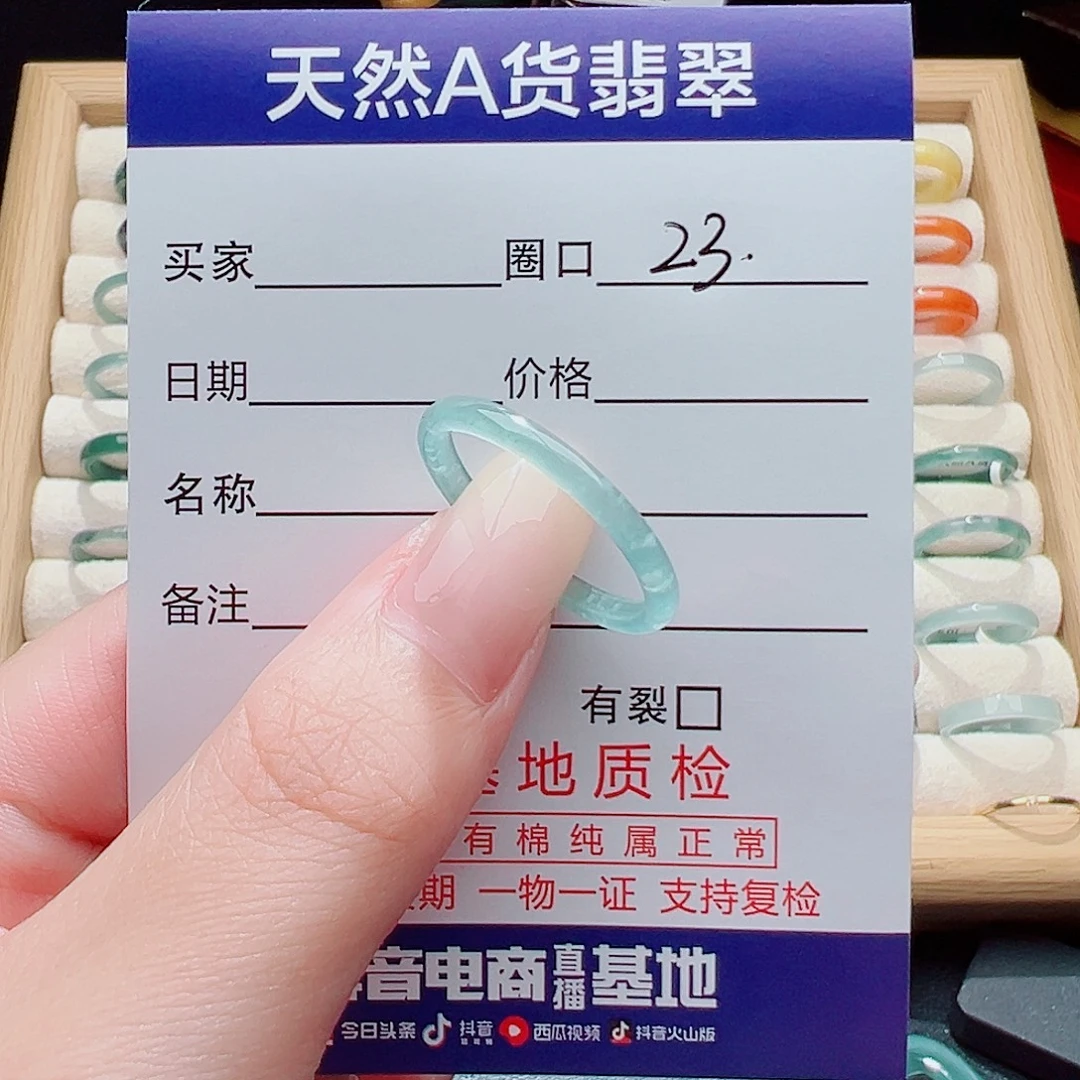 天然A货翡翠
买家 圈口 23.
日期 价格
名称
备注
有裂
地质检
有棉纯属正常
期 一物一证 支持复检
音电商直播基地
今日头条 抖音 西瓜视频 抖音火山版